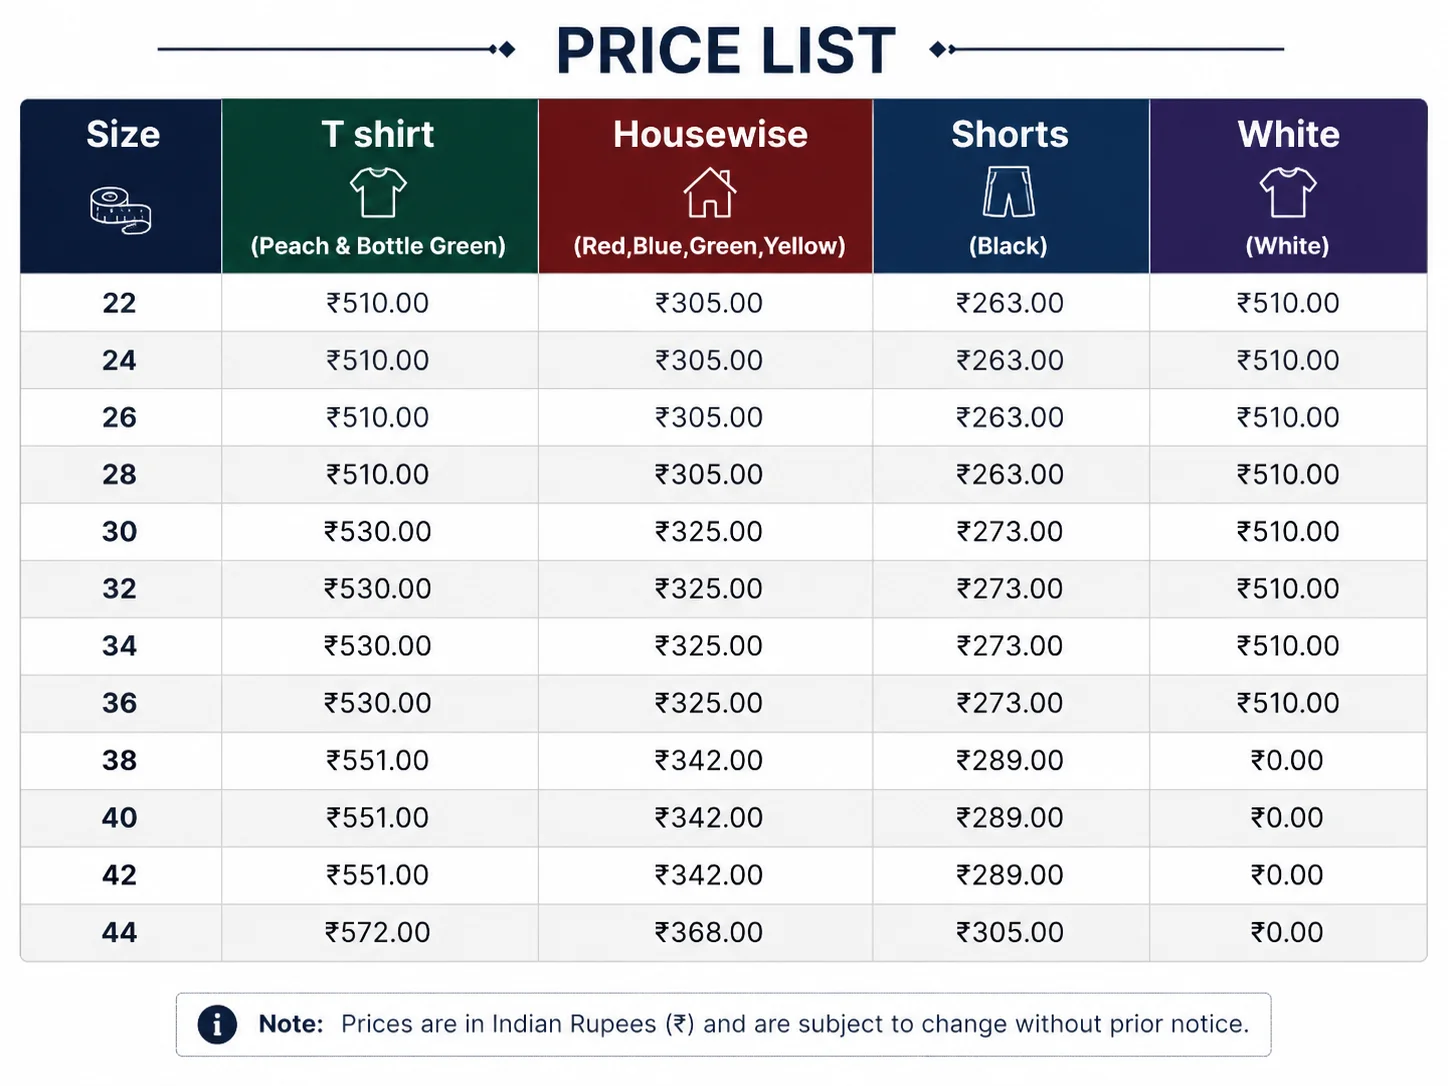 PRICE LIST
Size T shirt Housewise Shorts White
(Peach & Bottle Green) (Red,Blue,Green,Yellow) (Black) (White)
22 ₹510.00 ₹305.00 ₹263.00 ₹510.00
24 ₹510.00 ₹305.00 ₹263.00 ₹510.00
26 ₹510.00 ₹305.00 ₹263.00 ₹510.00
28 ₹510.00 ₹305.00 ₹263.00 ₹510.00
30 ₹530.00 ₹325.00 ₹273.00 ₹510.00
32 ₹530.00 ₹325.00 ₹273.00 ₹510.00
34 ₹530.00 ₹325.00 ₹273.00 ₹510.00
36 ₹530.00 ₹325.00 ₹273.00 ₹510.00
38 ₹551.00 ₹342.00 ₹289.00 ₹0.00
40 ₹551.00 ₹342.00 ₹289.00 ₹0.00
42 ₹551.00 ₹342.00 ₹289.00 ₹0.00
44 ₹572.00 ₹368.00 ₹305.00 ₹0.00
i Note: Prices are in Indian Rupees (₹) and are subject to change without prior notice.